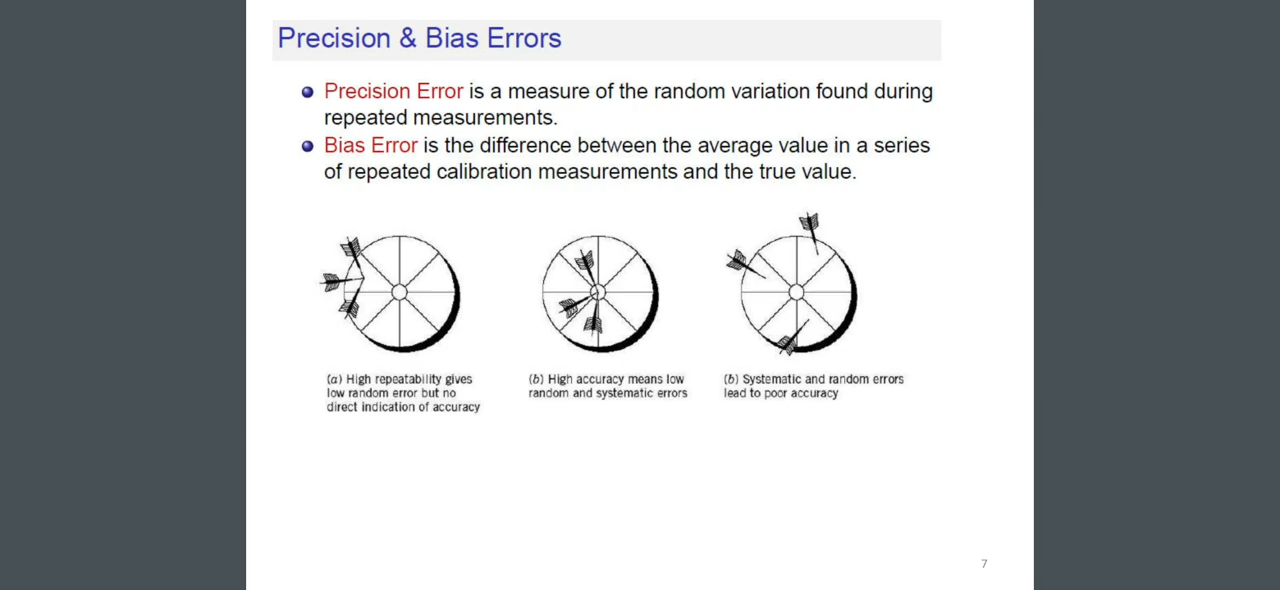 Precision & Bias Errors
Precision Error is a measure of the random variation found during
repeated measurements.
Bias Error is the difference between the average value in a series
of repeated calibration measurements and the true value.
(a) High repeatability gives
low random error but no
direct indication of accuracy
(b) High accuracy means low
random and systematic errors
(b) Systematic and random errors
lead to poor accuracy
7